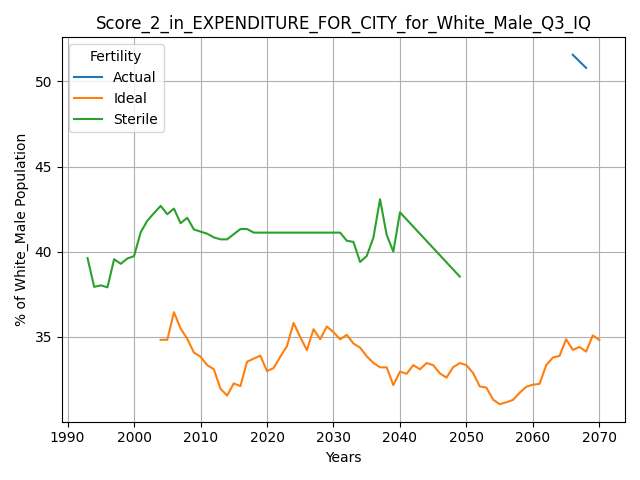 Score_2_in_EXPENDITURE_FOR_CITY_for_White_Male_Q3_IQ
Fertility
Actual
Ideal
Sterile
% of White_Male Population
50
45
40
35
1990 2000 2010 2020 2030 2040 2050 2060 2070
Years